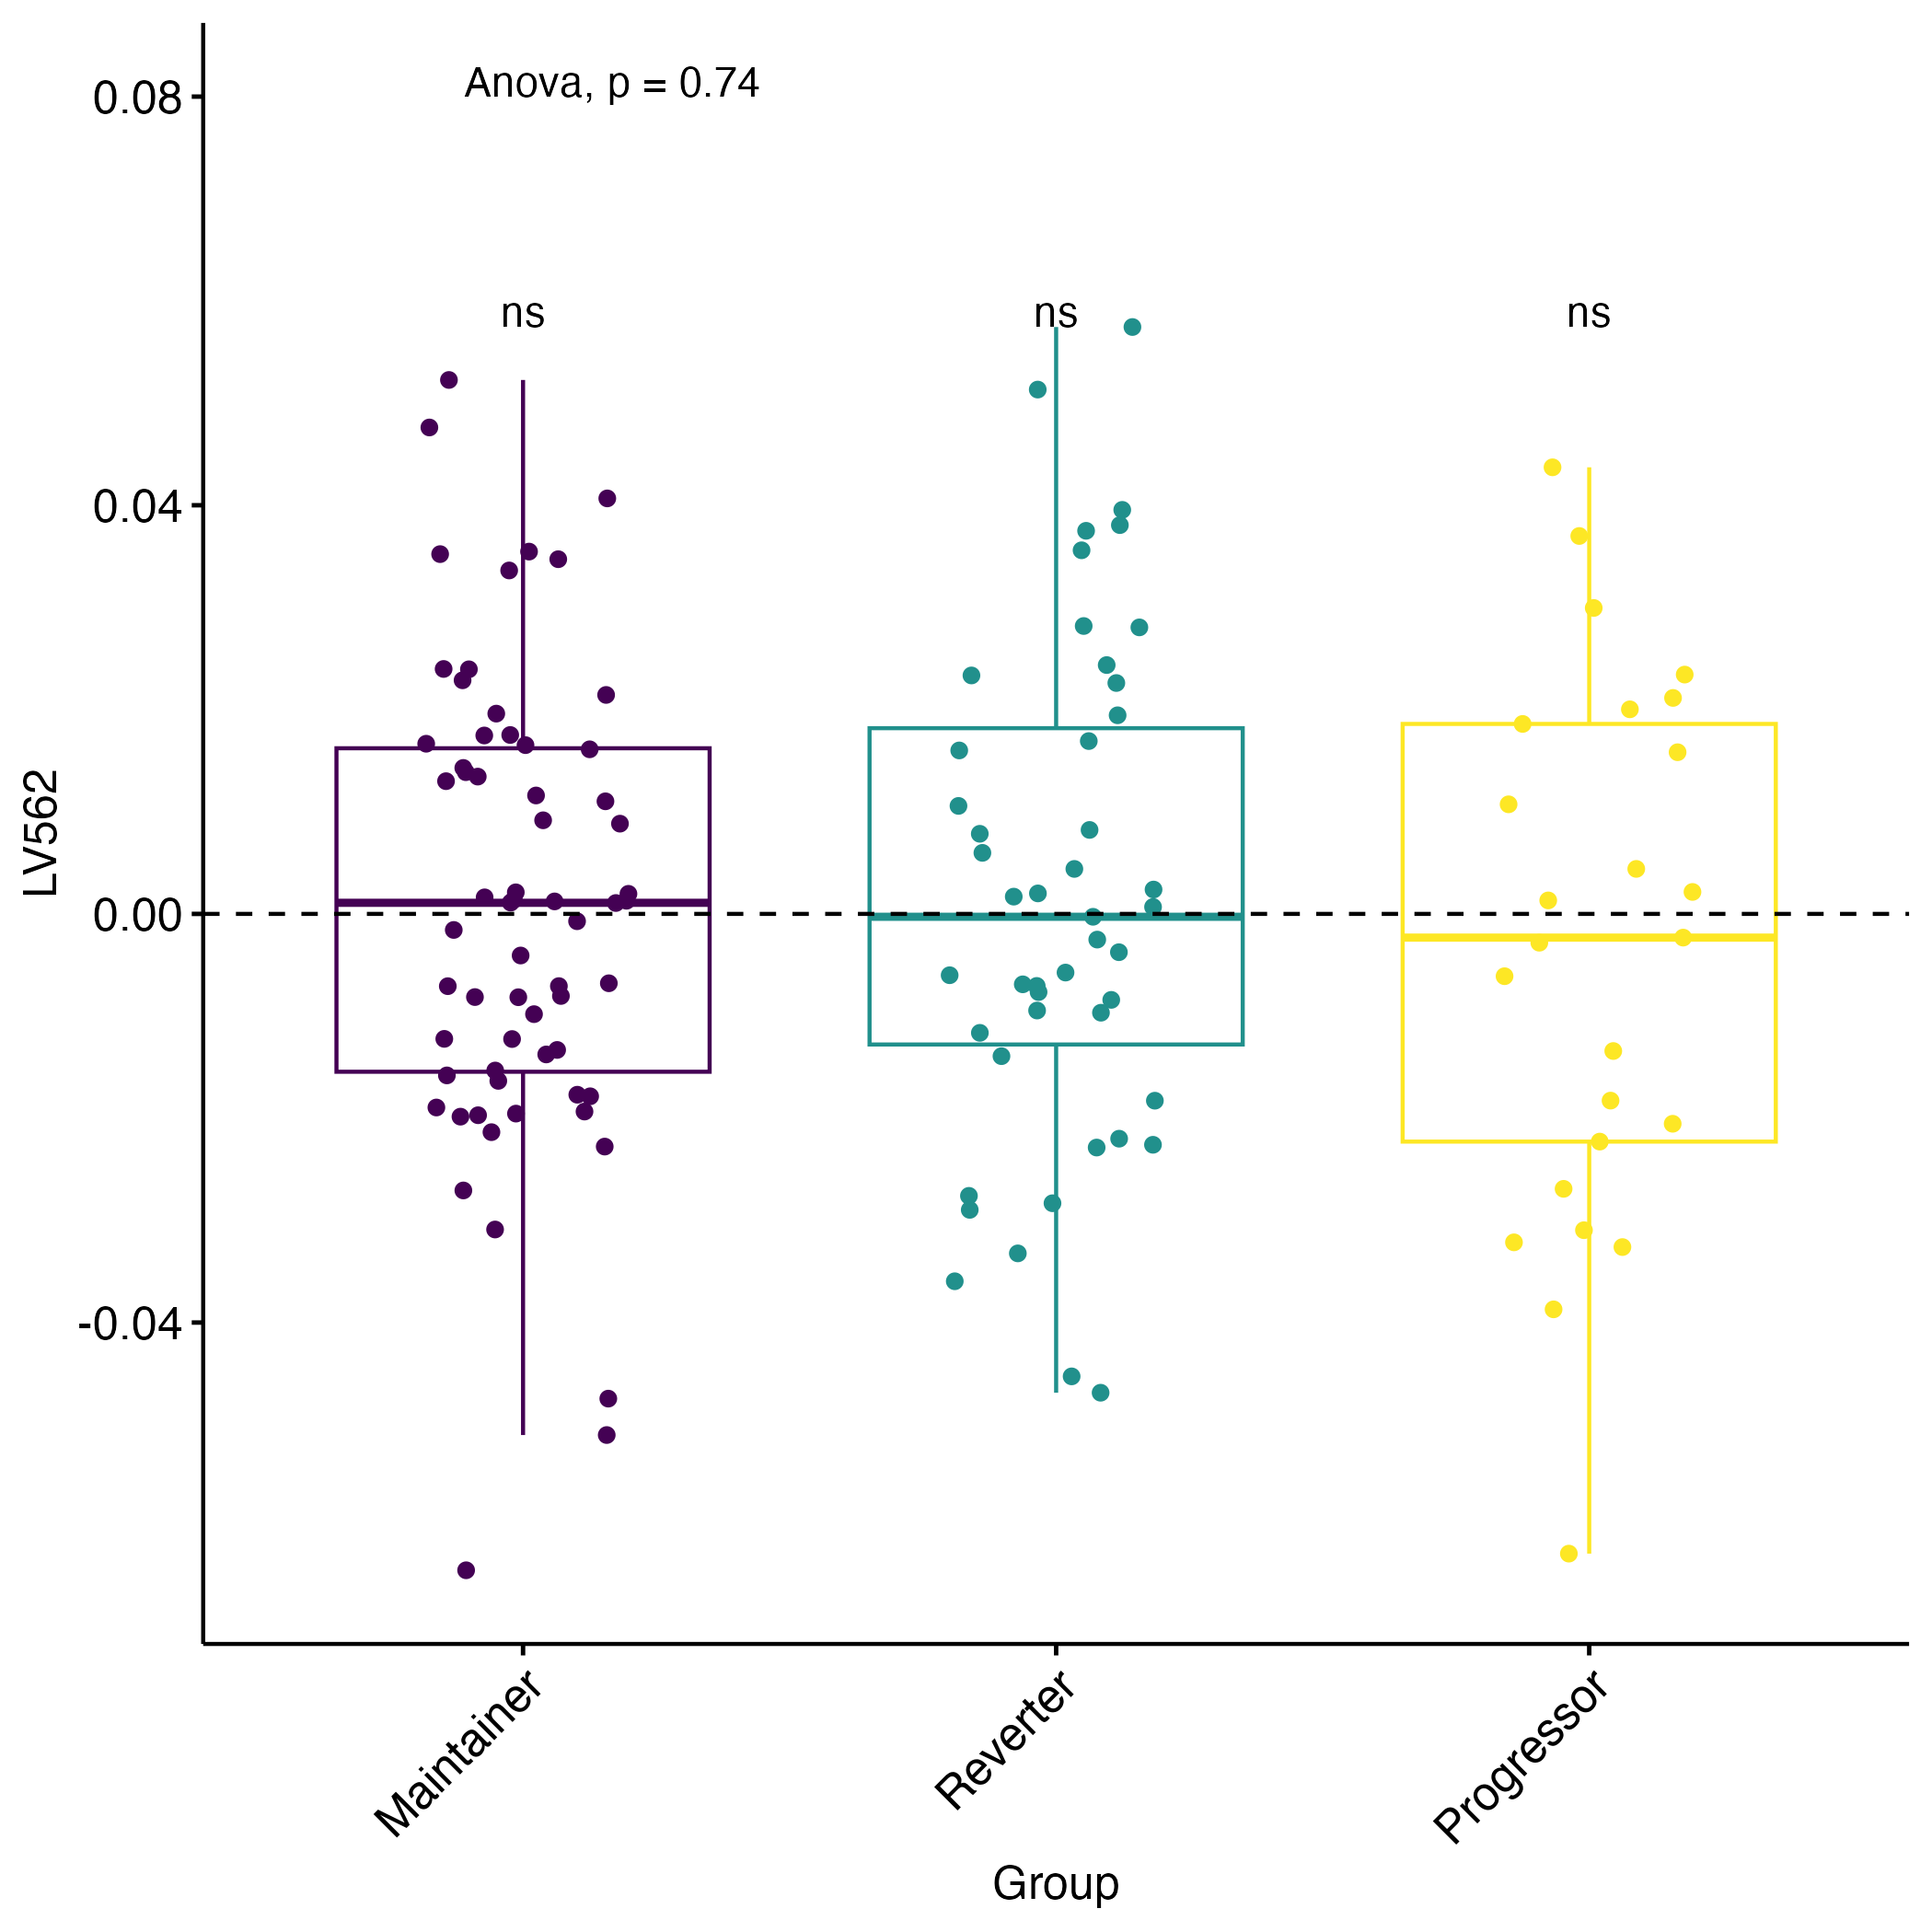 Anova, p = 0.74
0.08
ns ns ns
0.04
0.00
-0.04
LV562
Maintainer
Reverter
Progressor
Group